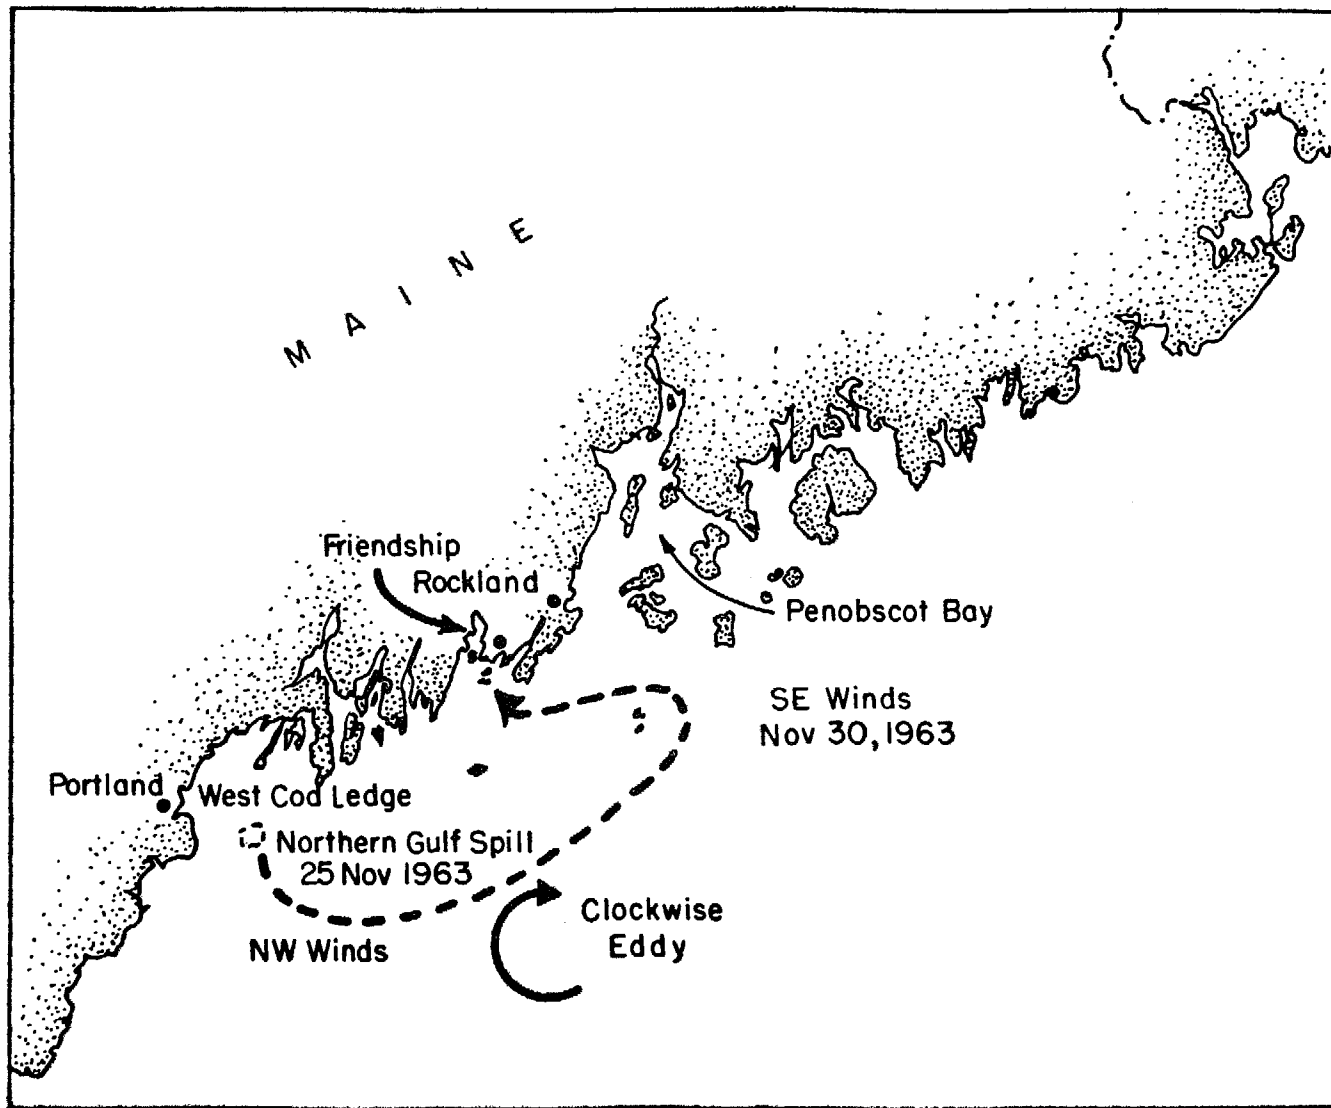 MAINE
Friendship
Rockland
Penobscot Bay
SE Winds
Nov 30, 1963
Portland
West Cod Ledge
Northern Gulf Spill
25 Nov 1963
NW Winds
Clockwise
Eddy